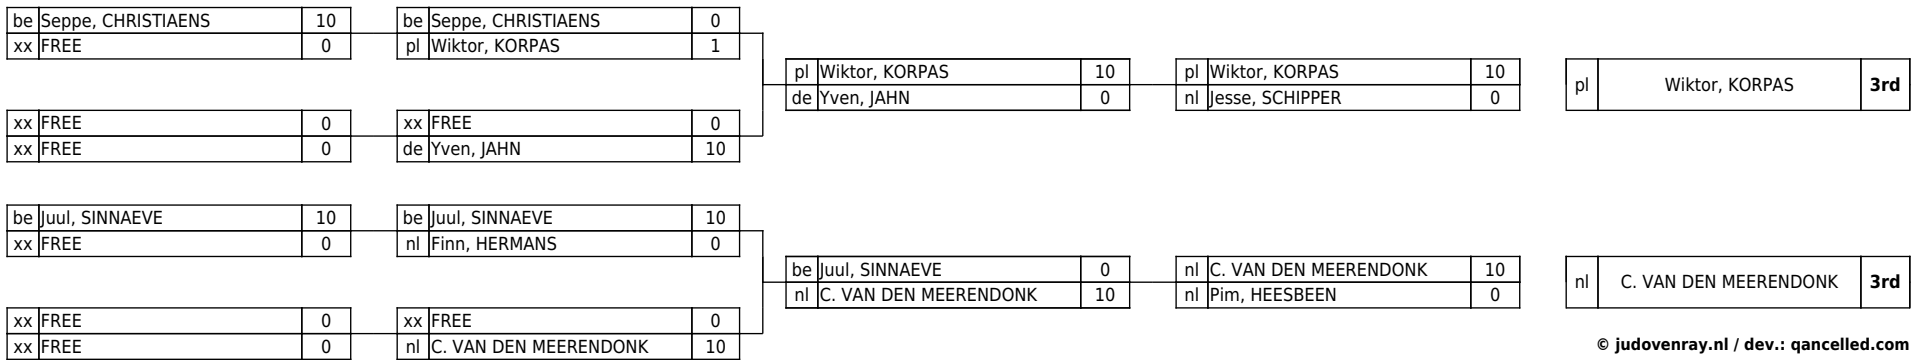 be Seppe, CHRISTIAENS 10 be Seppe, CHRISTIAENS 0
xx FREE 0 pl Wiktor, KORPAS 1
pl Wiktor, KORPAS 10 pl Wiktor, KORPAS 10
pl Wiktor, KORPAS 3rd
de Yven, JAHN 0 nl Jesse, SCHIPPER 0
xx FREE 0 xx FREE 0
xx FREE 0 de Yven, JAHN 10
be Juul, SINNAEVE 10 be Juul, SINNAEVE 10
xx FREE 0 nl Finn, HERMANS 0
be Juul, SINNAEVE 0 nl C. VAN DEN MEERENDONK 10
nl C. VAN DEN MEERENDONK 3rd
nl C. VAN DEN MEERENDONK 10 nl Pim, HEESBEEN 0
xx FREE 0 xx FREE 0
xx FREE 0 nl C. VAN DEN MEERENDONK 10
© judovenray.nl / dev.: qancelled.com